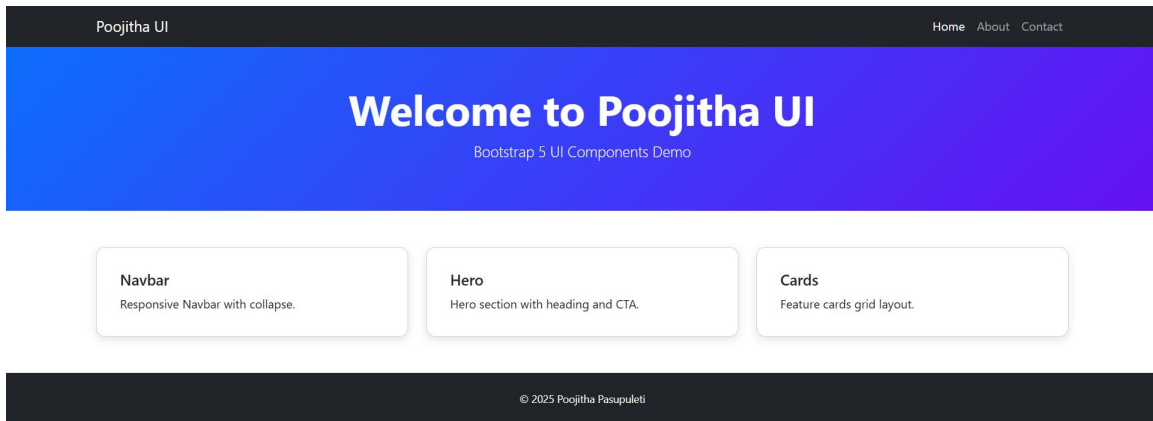 Poojitha UI
Home About Contact
Welcome to Poojitha UI
Bootstrap 5 UI Components Demo
Navbar
Responsive Navbar with collapse.
Hero
Hero section with heading and CTA.
Cards
Feature cards grid layout.
© 2025 Poojitha Pasupuleti